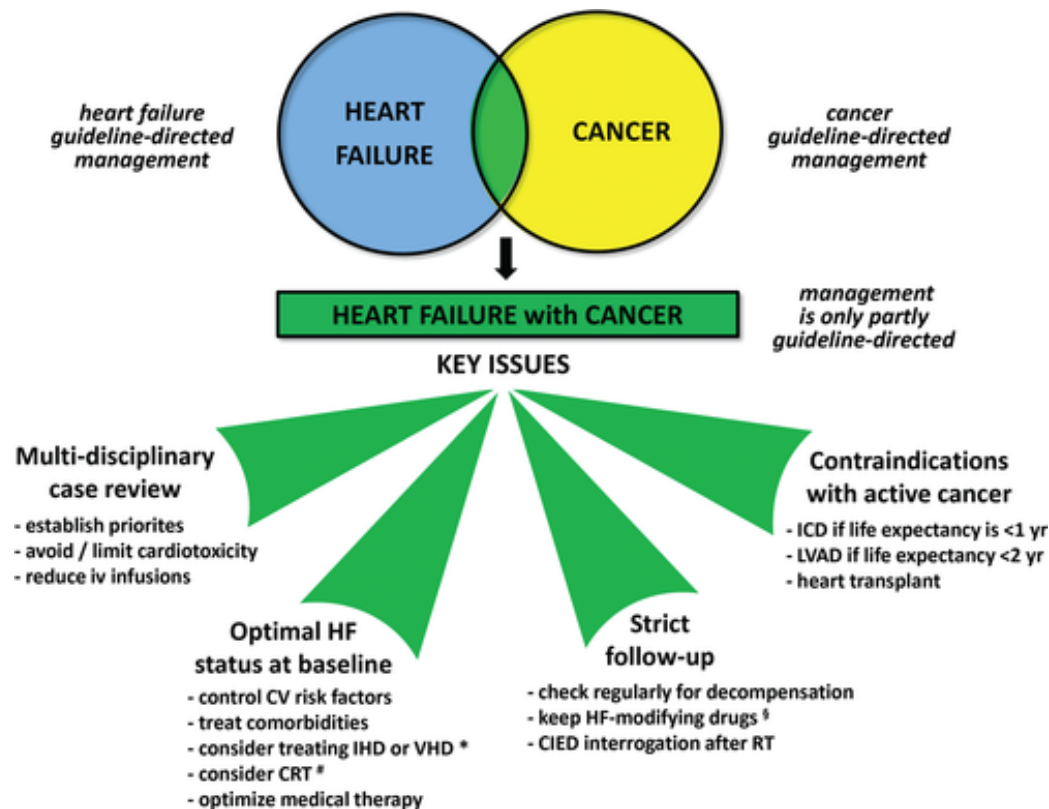 heart failure
guideline-directed
management
HEART
FAILURE
CANCER
cancer
guideline-directed
management
HEART FAILURE with CANCER
management
is only partly
guideline-directed
KEY ISSUES
Multi-disciplinary
case review
- establish priorites
- avoid / limit cardiotoxicity
- reduce iv infusions
Optimal HF
status at baseline
- control CV risk factors
- treat comorbidities
- consider treating IHD or VHD *
- consider CRT #
- optimize medical therapy
Strict
follow-up
- check regularly for decompensation
- keep HF-modifying drugs §
- CIED interrogation after RT
Contraindications
with active cancer
- ICD if life expectancy is <1 yr
- LVAD if life expectancy <2 yr
- heart transplant